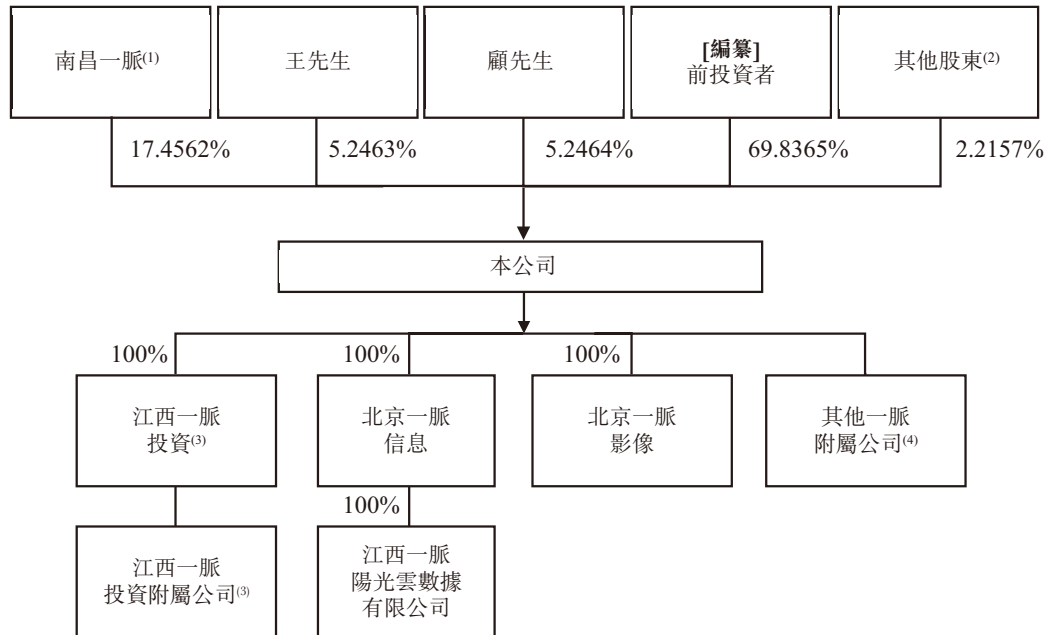 南昌一脈(1)
王先生
顧先生
[編纂]
前投資者
其他股東(2)
17.4562%
5.2463%
5.2464%
69.8365%
2.2157%
本公司
100%
100%
100%
江西一脈
投資(3)
北京一脈
信息
北京一脈
影像
其他一脈
附屬公司(4)
100%
江西一脈
投資附屬公司(3)
江西一脈
陽光雲數據
有限公司